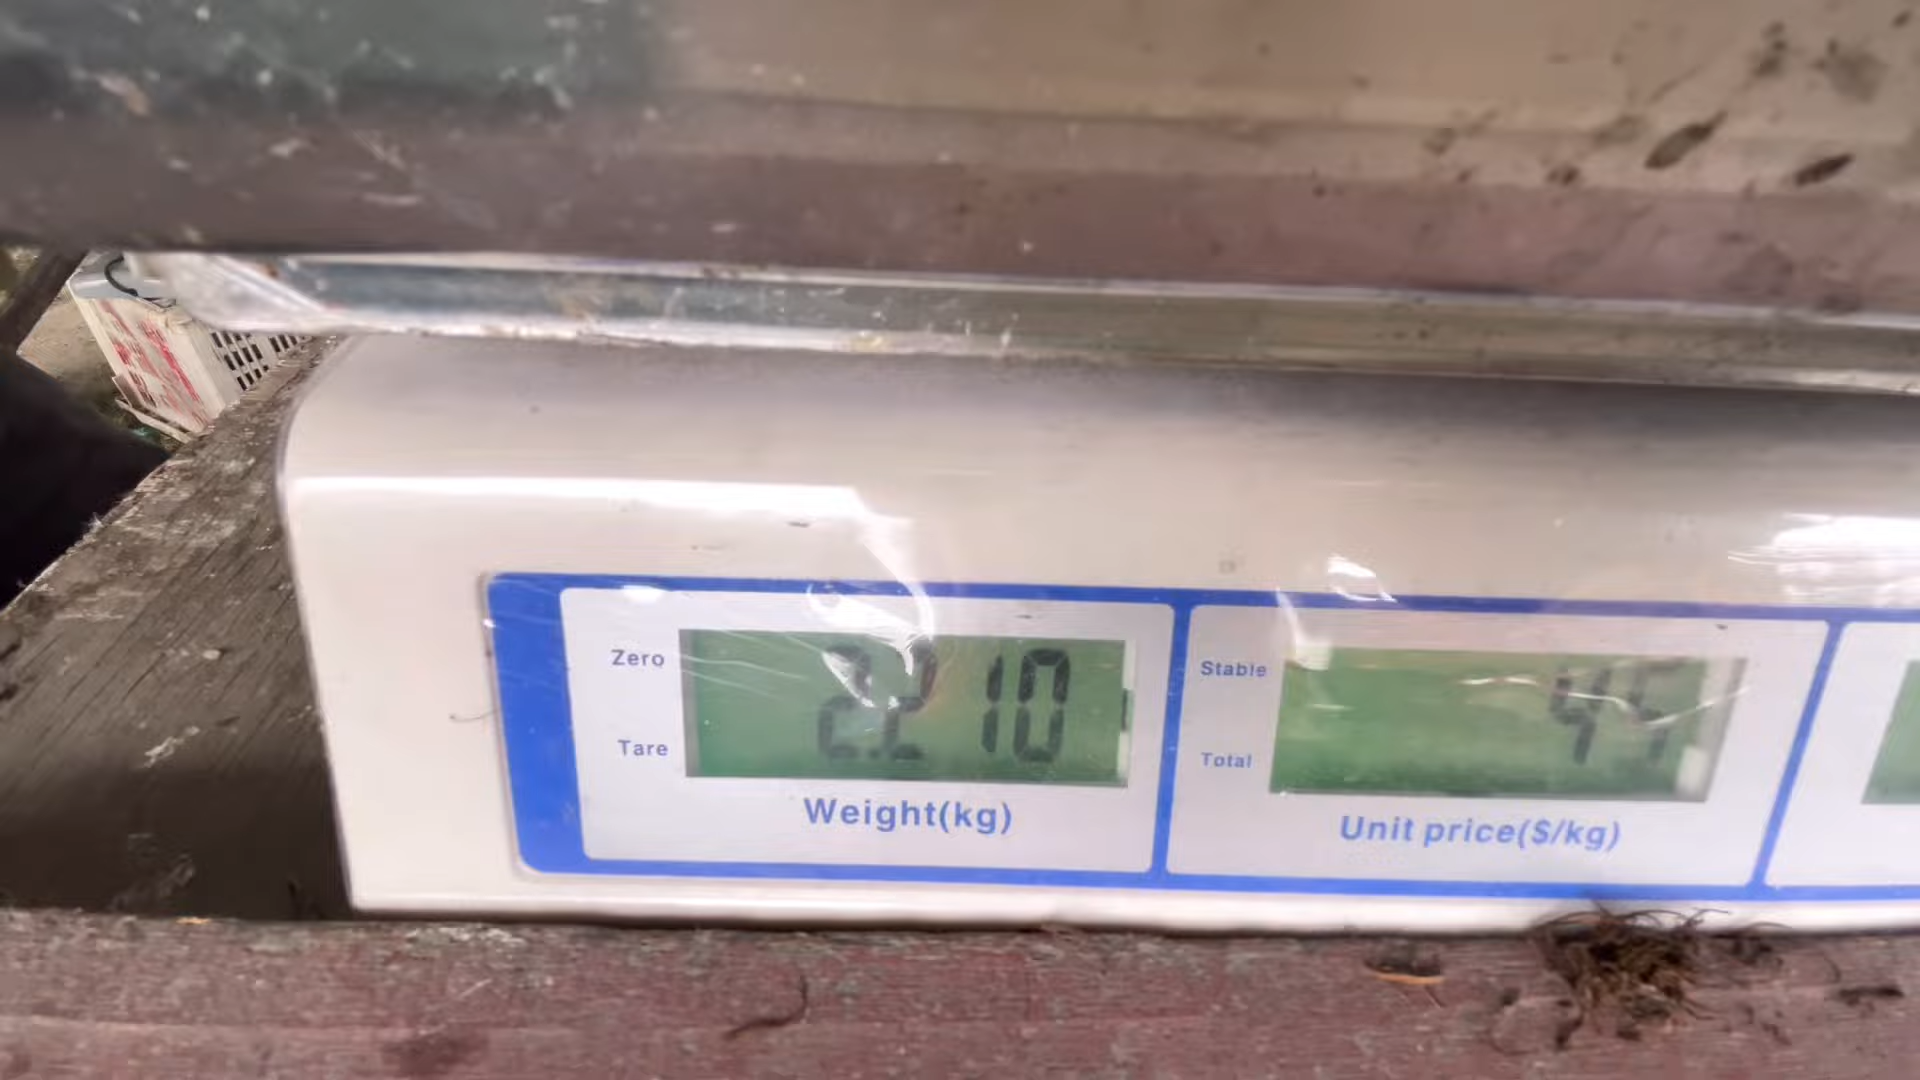 Zero
Tare
2.210
Weight(kg)
Stable
Total
44
Unit price($/kg)